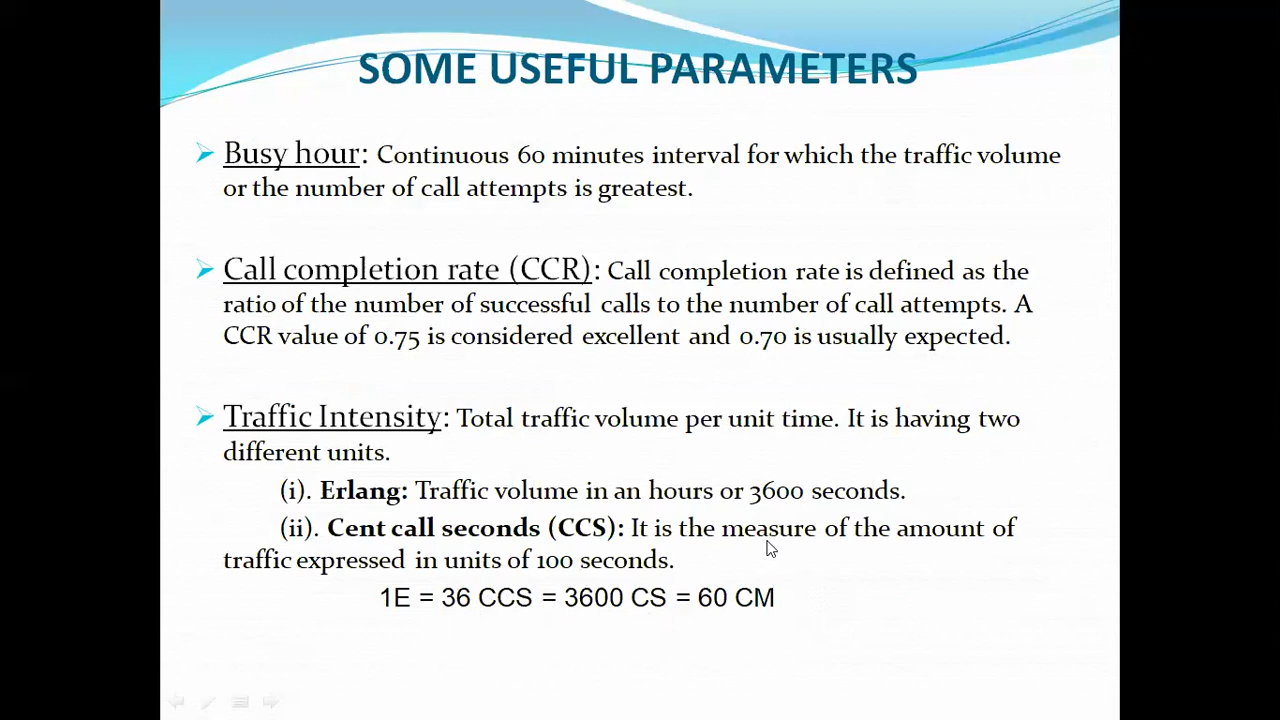 SOME USEFUL PARAMETERS
Busy hour: Continuous 60 minutes interval for which the traffic volume
or the number of call attempts is greatest.
Call completion rate (CCR): Call completion rate is defined as the
ratio of the number of successful calls to the number of call attempts. A
CCR value of 0.75 is considered excellent and 0.70 is usually expected.
Traffic Intensity: Total traffic volume per unit time. It is having two
different units.
(i). Erlang: Traffic volume in an hours or 3600 seconds.
(ii). Cent call seconds (CCS): It is the measure of the amount of
traffic expressed in units of 100 seconds.
1E = 36 CCS = 3600 CS = 60 CM